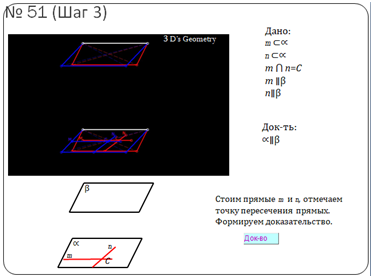 № 51 (Шаг 3)
3 D's Geometry
Дано:
m ⊂∝
n ⊂∝
m ⋂ n=C
m ∥β
n∥β
Док-ть:
∝∥β
β
Стоим прямые m и n, отмечаем
точку пересечения прямых.
Формируем доказательство.
Док-во
∝
n
m
C